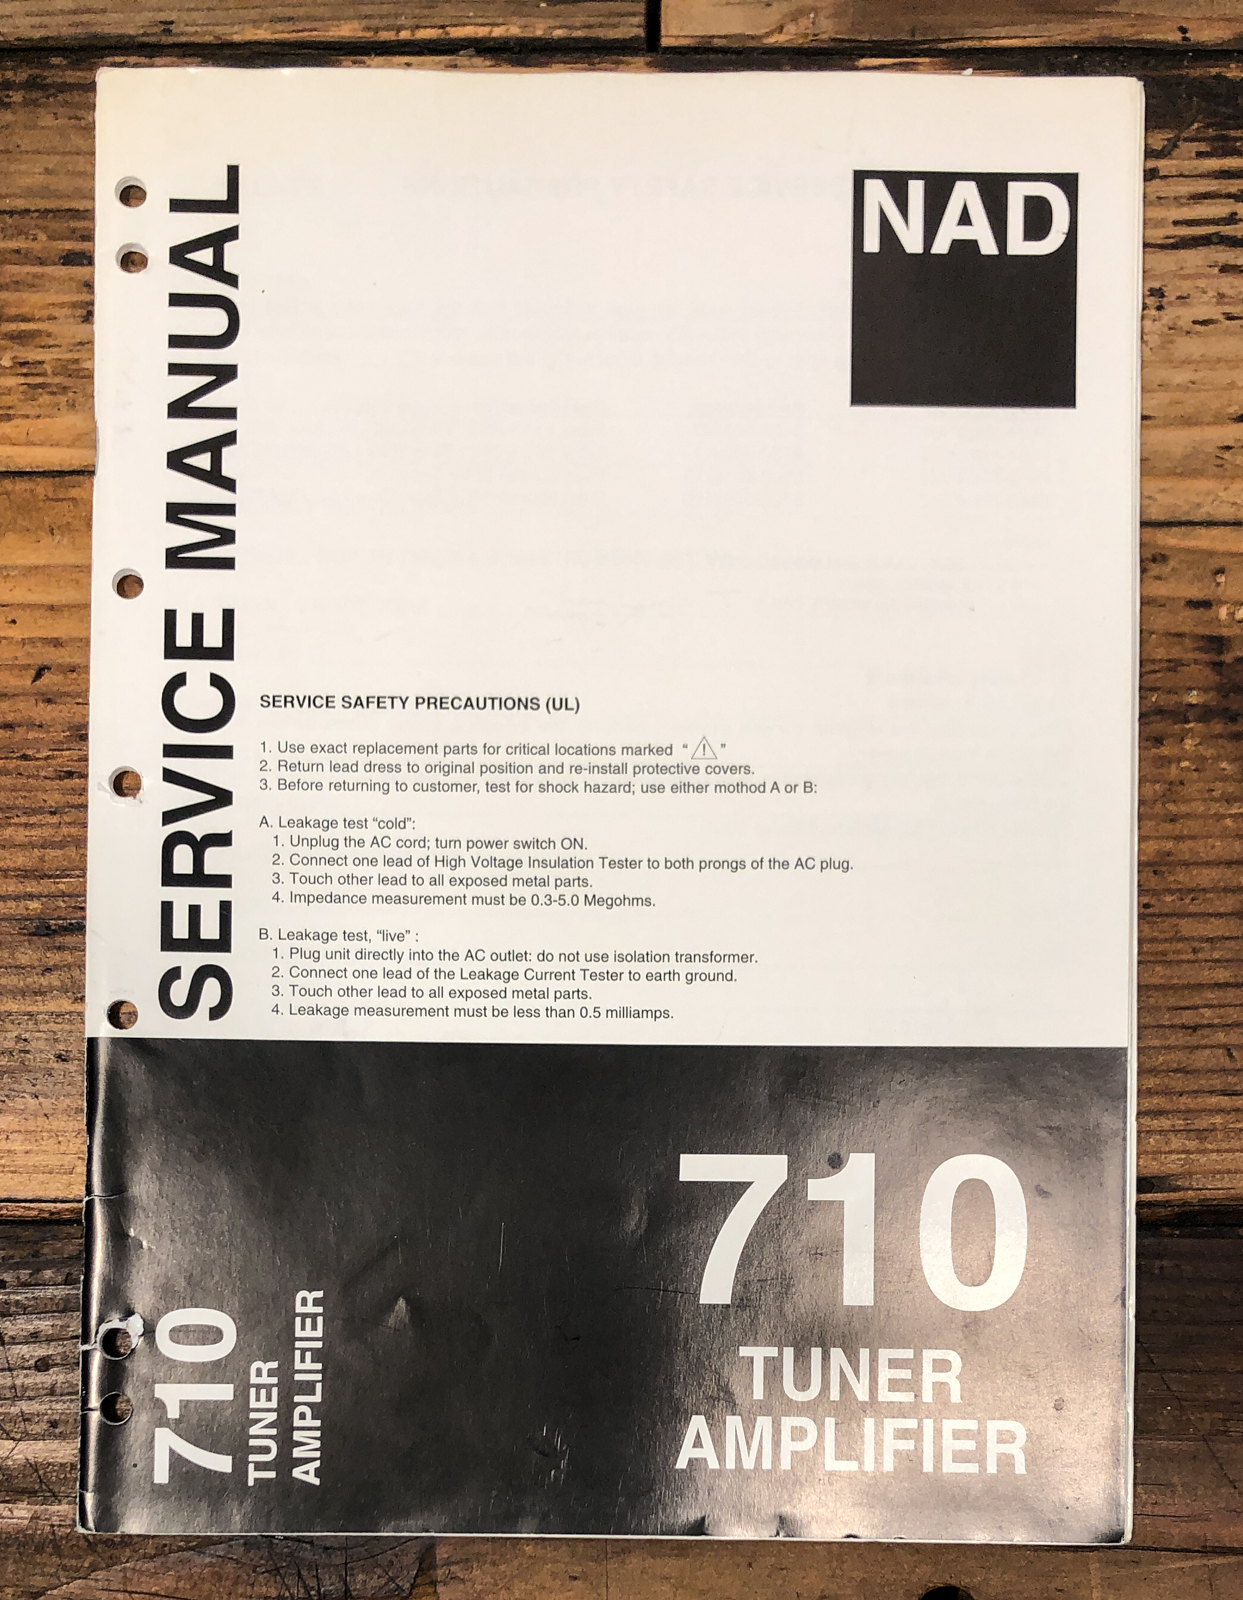 SERVICE MANUAL
NAD
SERVICE SAFETY PRECAUTIONS (UL)
1. Use exact replacement parts for critical locations marked “⚠”
2. Return lead dress to original position and re-install protective covers.
3. Before returning to customer, test for shock hazard; use either mothod A or B:
A. Leakage test “cold”:
1. Unplug the AC cord; turn power switch ON.
2. Connect one lead of High Voltage Insulation Tester to both prongs of the AC plug.
3. Touch other lead to all exposed metal parts.
4. Impedance measurement must be 0.3-5.0 Megohms.
B. Leakage test, “live” :
1. Plug unit directly into the AC outlet: do not use isolation transformer.
2. Connect one lead of the Leakage Current Tester to earth ground.
3. Touch other lead to all exposed metal parts.
4. Leakage measurement must be less than 0.5 milliamps.
710
TUNER
AMPLIFIER
710
TUNER
AMPLIFIER